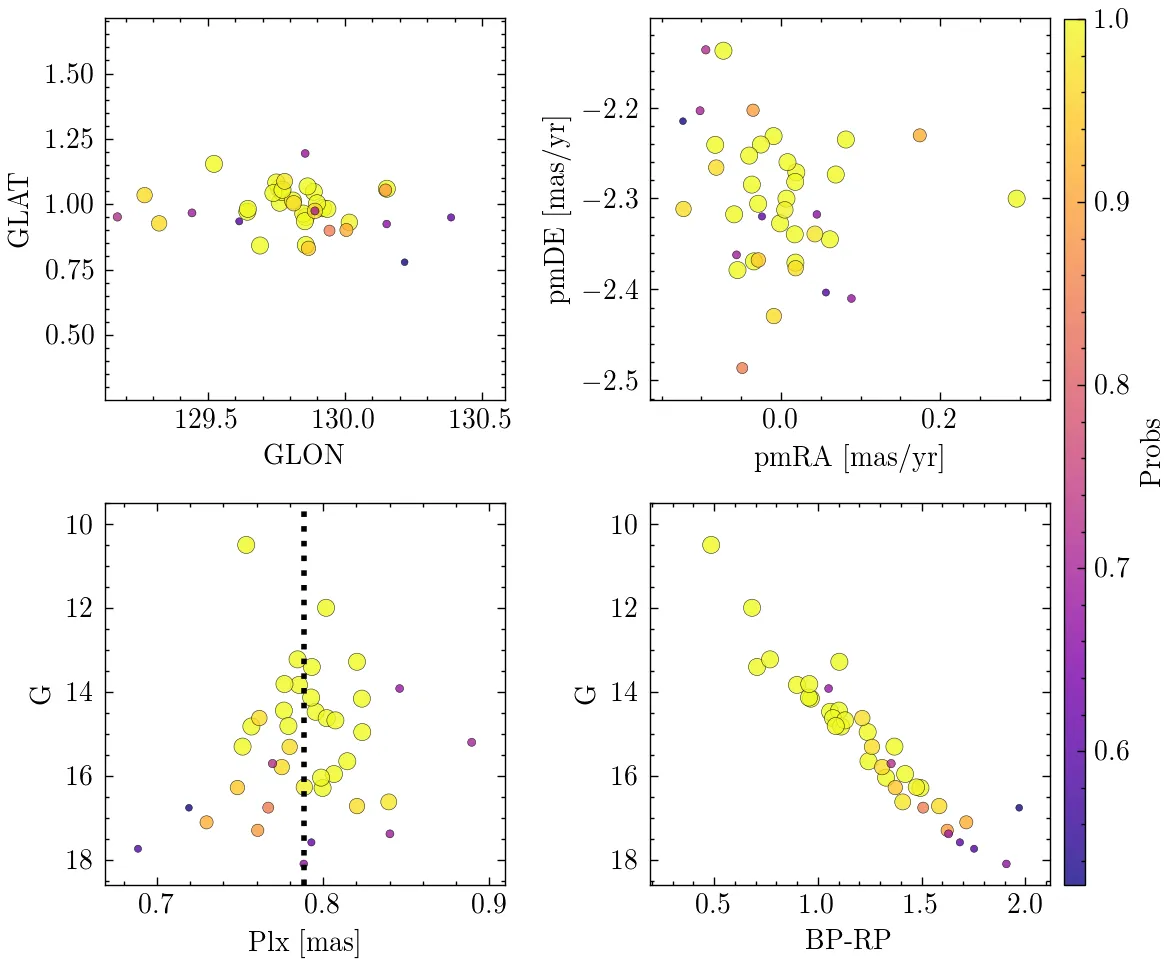 1.50
1.25
1.00
0.75
0.50
GLAT
129.5 130.0 130.5
GLON
−2.2
−2.3
−2.4
−2.5
pmDE [mas/yr]
0.0 0.2
pmRA [mas/yr]
10
12
14
16
18
G
0.7 0.8 0.9
Plx [mas]
10
12
14
16
18
G
0.5 1.0 1.5 2.0
BP-RP
1.0
0.9
0.8
0.7
0.6
Probs